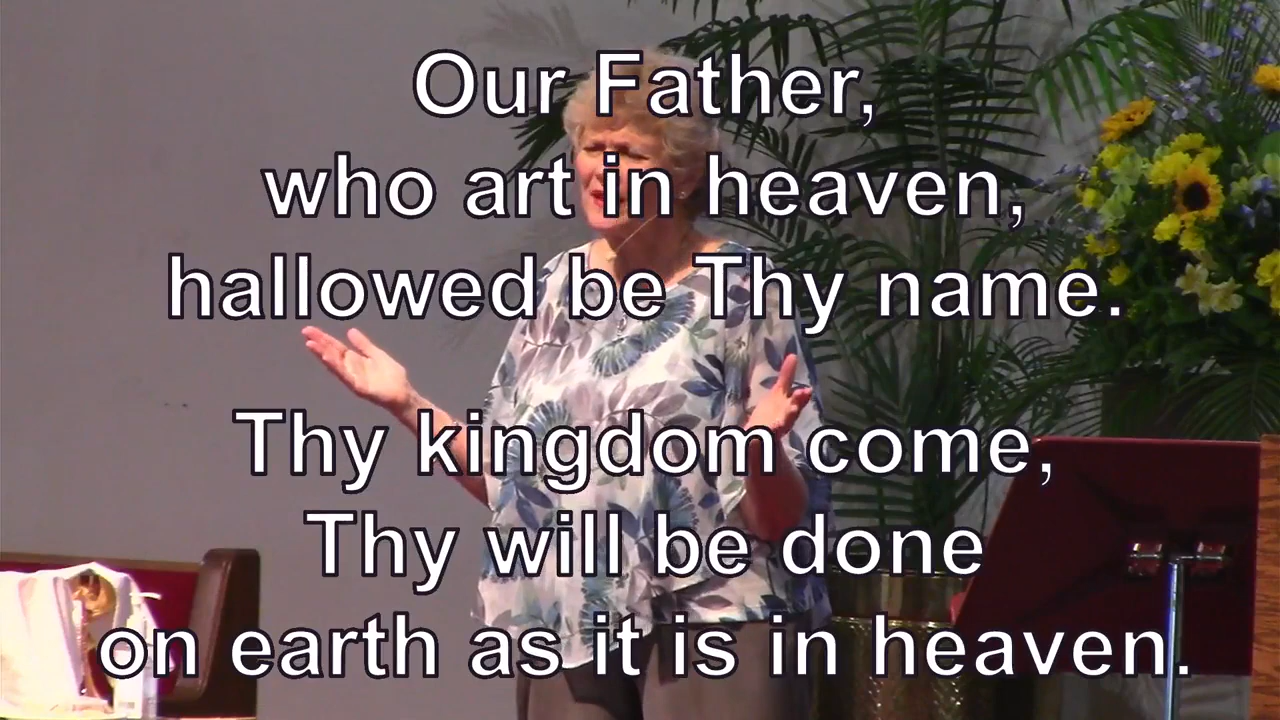 Our Father,
who art in heaven,
hallowed be Thy name.
Thy kingdom come,
Thy will be done
on earth as it is in heaven.